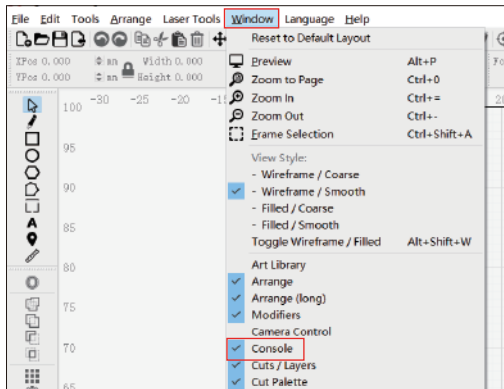 File Edit Tools Arrange Laser Tools Window Language Help
Reset to Default Layout
XPos 0.000
Width 0.000
YPos 0.000
Height 0.000
Preview Alt+P
Zoom to Page Ctrl+0
Zoom In Ctrl+=
Zoom Out Ctrl+-
Frame Selection Ctrl+Shift+A
View Style:
- Wireframe / Coarse
- Wireframe / Smooth
- Filled / Coarse
- Filled / Smooth
Toggle Wireframe / Filled Alt+Shift+W
Art Library
Arrange
Arrange (long)
Modifiers
Camera Control
Console
Cuts / Layers
Cut Palette
-30 -25 -20
100
95
90
85
80
75
70
65
A